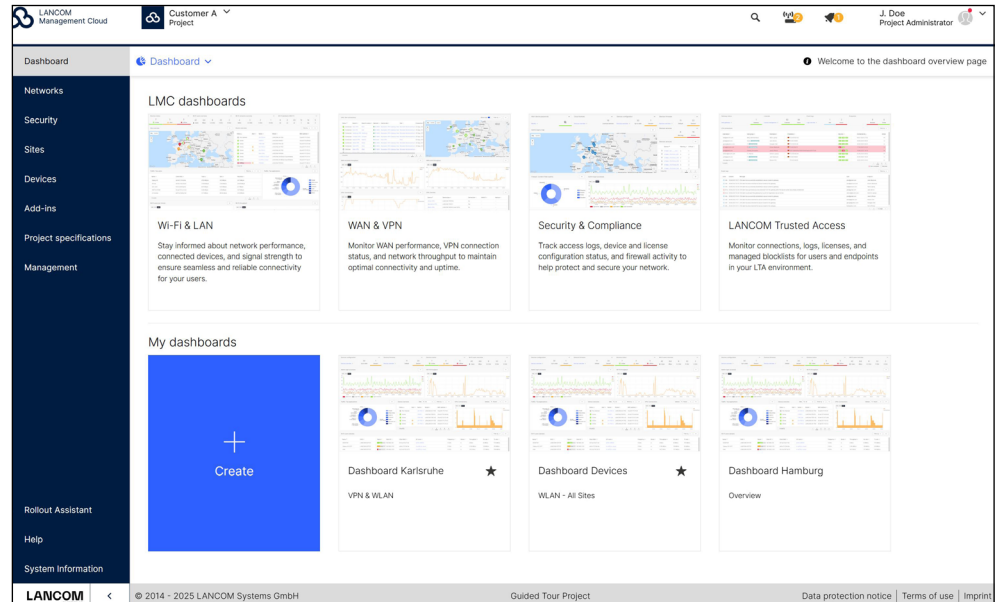 LANCOM
Management Cloud
Customer A
Project
2
1
J. Doe
Project Administrator
Dashboard
Networks
Security
Sites
Devices
Add-ins
Project specifications
Management
Rollout Assistant
Help
System Information
LANCOM
Dashboard
Welcome to the dashboard overview page
LMC dashboards
Wi-Fi & LAN
Stay informed about network performance,
connected devices, and signal strength to
ensure seamless and reliable connectivity
for your users.
WAN & VPN
Monitor WAN performance, VPN connection
status, and network throughput to maintain
optimal connectivity and uptime.
Security & Compliance
Track access logs, device and license
configuration status, and firewall activity to
help protect and secure your network.
LANCOM Trusted Access
Monitor connections, logs, licenses, and
managed blocklists for users and endpoints
in your LTA environment.
My dashboards
Create
Dashboard Karlsruhe
VPN & WLAN
Dashboard Devices
WLAN - All Sites
Dashboard Hamburg
Overview
© 2014 - 2025 LANCOM Systems GmbH
Guided Tour Project
Data protection notice | Terms of use | Imprint